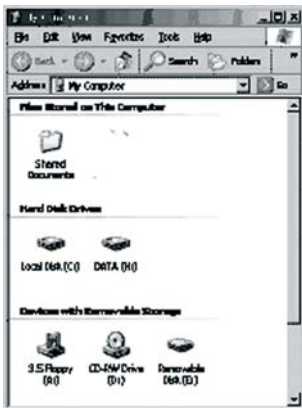 My Computer
File Edit View Favorites Tools Help
Back Search Folders
Address My Computer Go
Files Stored on This Computer
Shared
Documents
Hard Disk Drives
Local Disk (C:) DATA (H:)
Devices with Removable Storage
3.5 Floppy CD-RW Drive Removable
(A:) (D:) Disk (E:)